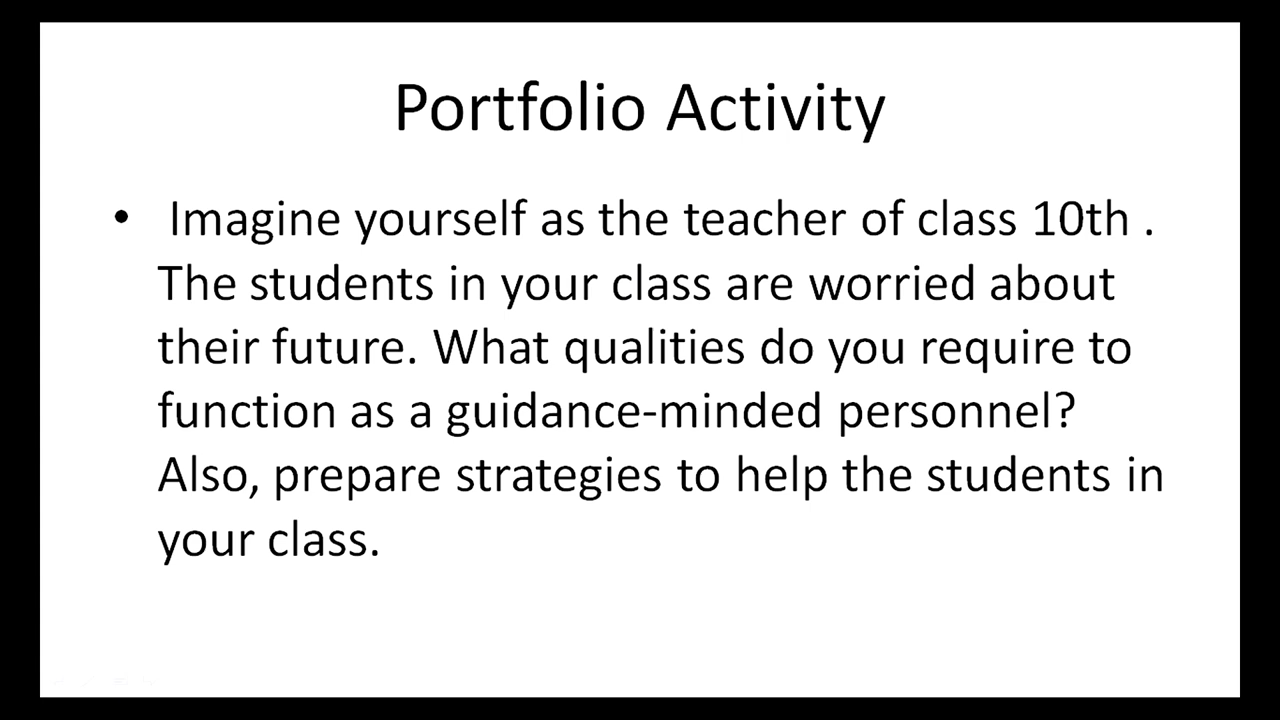 Portfolio Activity
• Imagine yourself as the teacher of class 10th .
The students in your class are worried about
their future. What qualities do you require to
function as a guidance-minded personnel?
Also, prepare strategies to help the students in
your class.